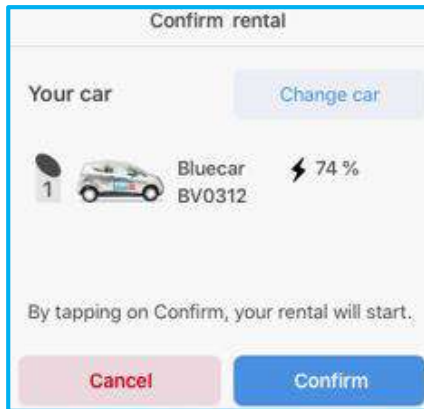 Confirm rental
Your car
Change car
1
Bluecar
74 %
BV0312
By tapping on Confirm, your rental will start.
Cancel
Confirm